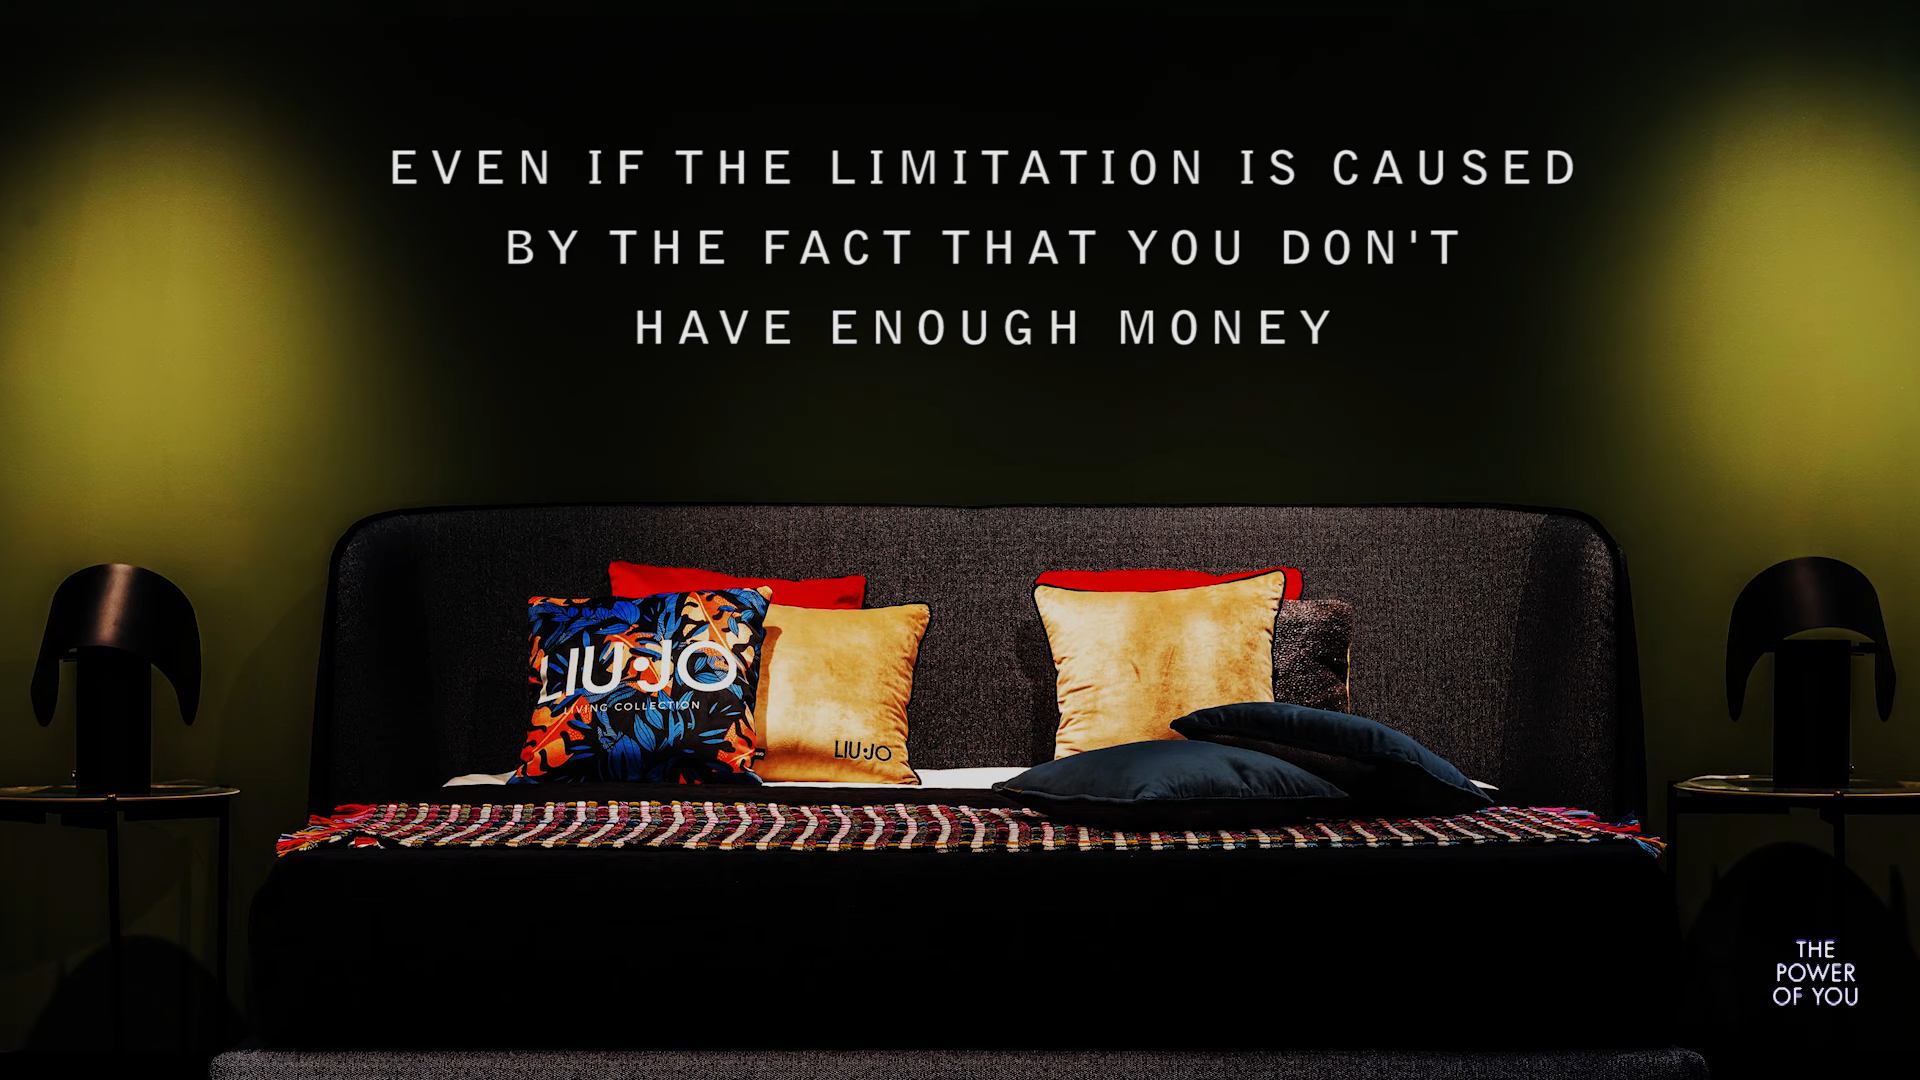 EVEN IF THE LIMITATION IS CAUSED
BY THE FACT THAT YOU DON'T
HAVE ENOUGH MONEY
LIU•JO
LIVING COLLECTION
LIU•JO
THE
POWER
OF YOU